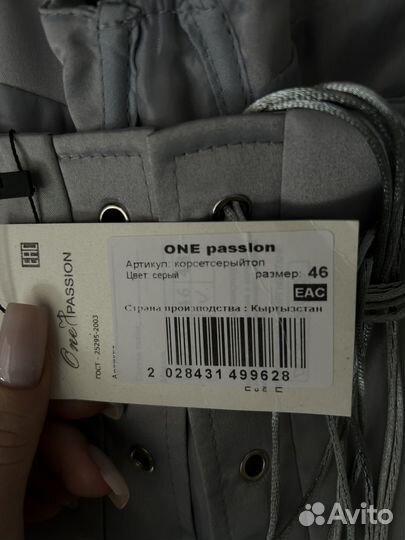 ONE passion
Артикул: корсетсерыйтоп
Цвет: серый
размер: 46
EAC
Страна производства : Кыргызстан
2 028431 499628
EAC
One PASSION
ГОСТ - 25295-2003
Avito